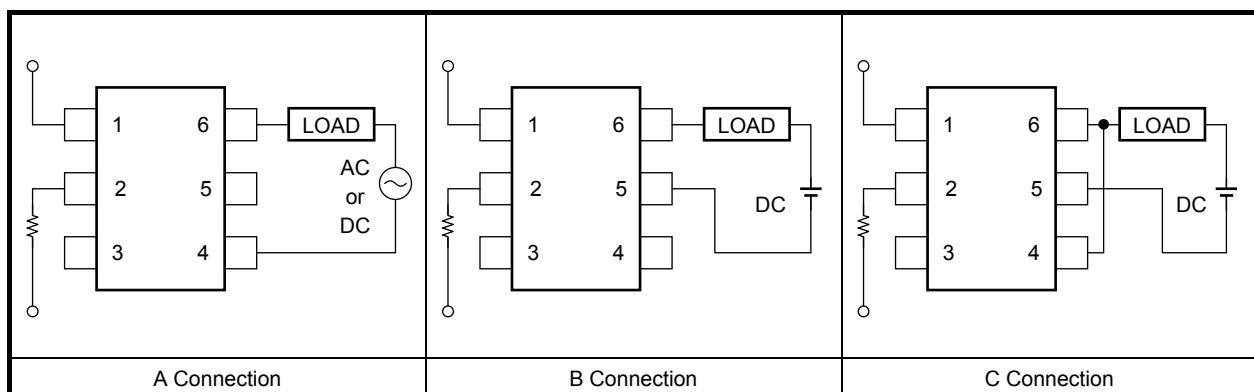 1 6 LOAD
2 5 AC
or
DC
3 4
A Connection
1 6 LOAD
2 5 DC
3 4
B Connection
1 6 LOAD
2 5 DC
3 4
C Connection